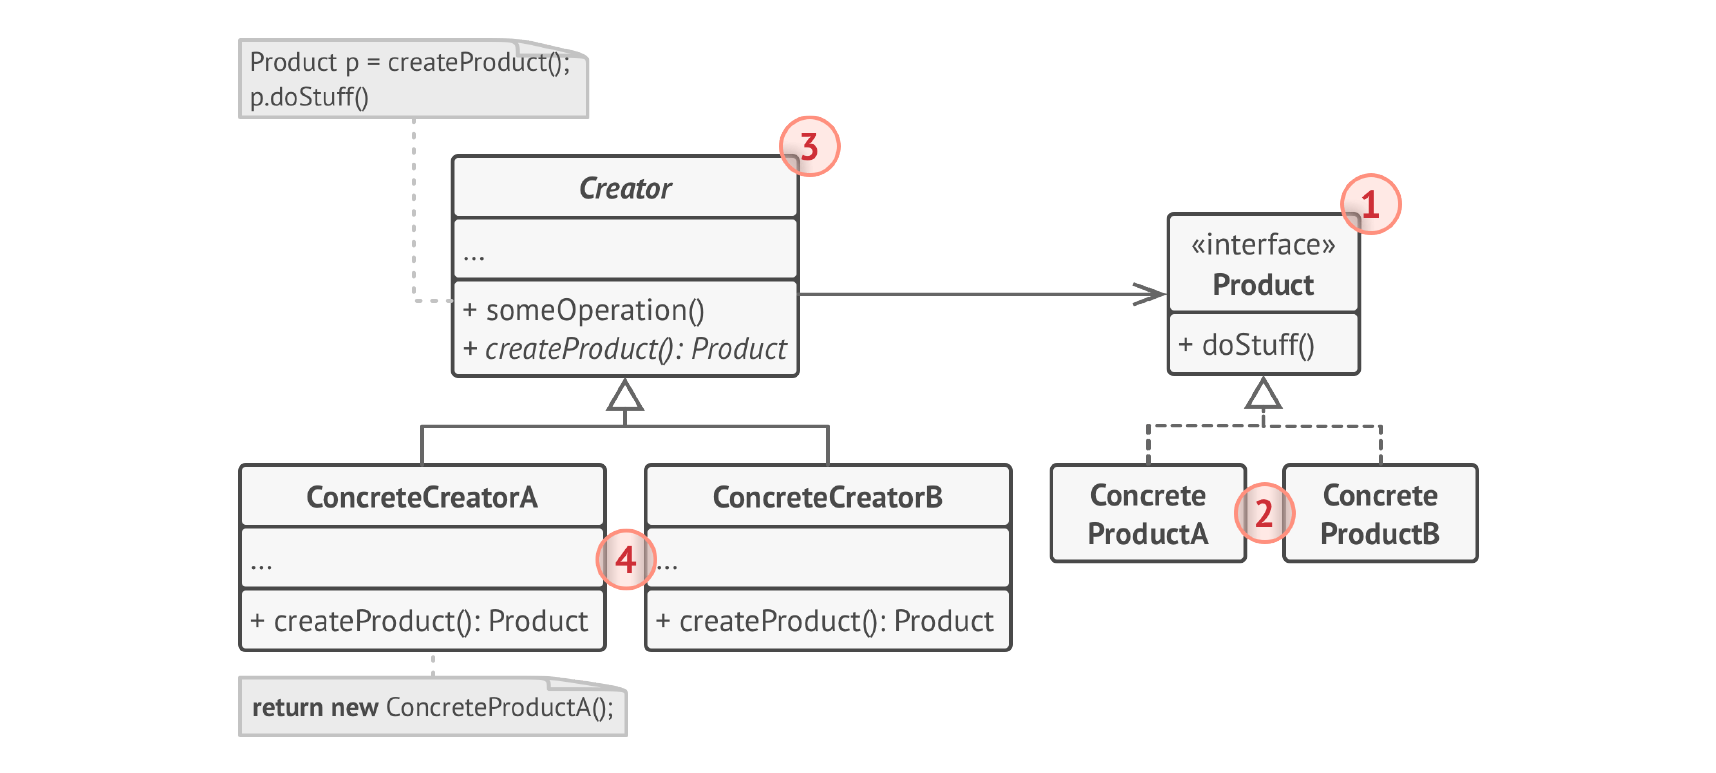 Product p = createProduct();
p.doStuff()
3
Creator
...
+ someOperation()
+ createProduct(): Product
1
«interface»
Product
+ doStuff()
ConcreteCreatorA
...
+ createProduct(): Product
4
ConcreteCreatorB
...
+ createProduct(): Product
Concrete
ProductA
2
Concrete
ProductB
return new ConcreteProductA();